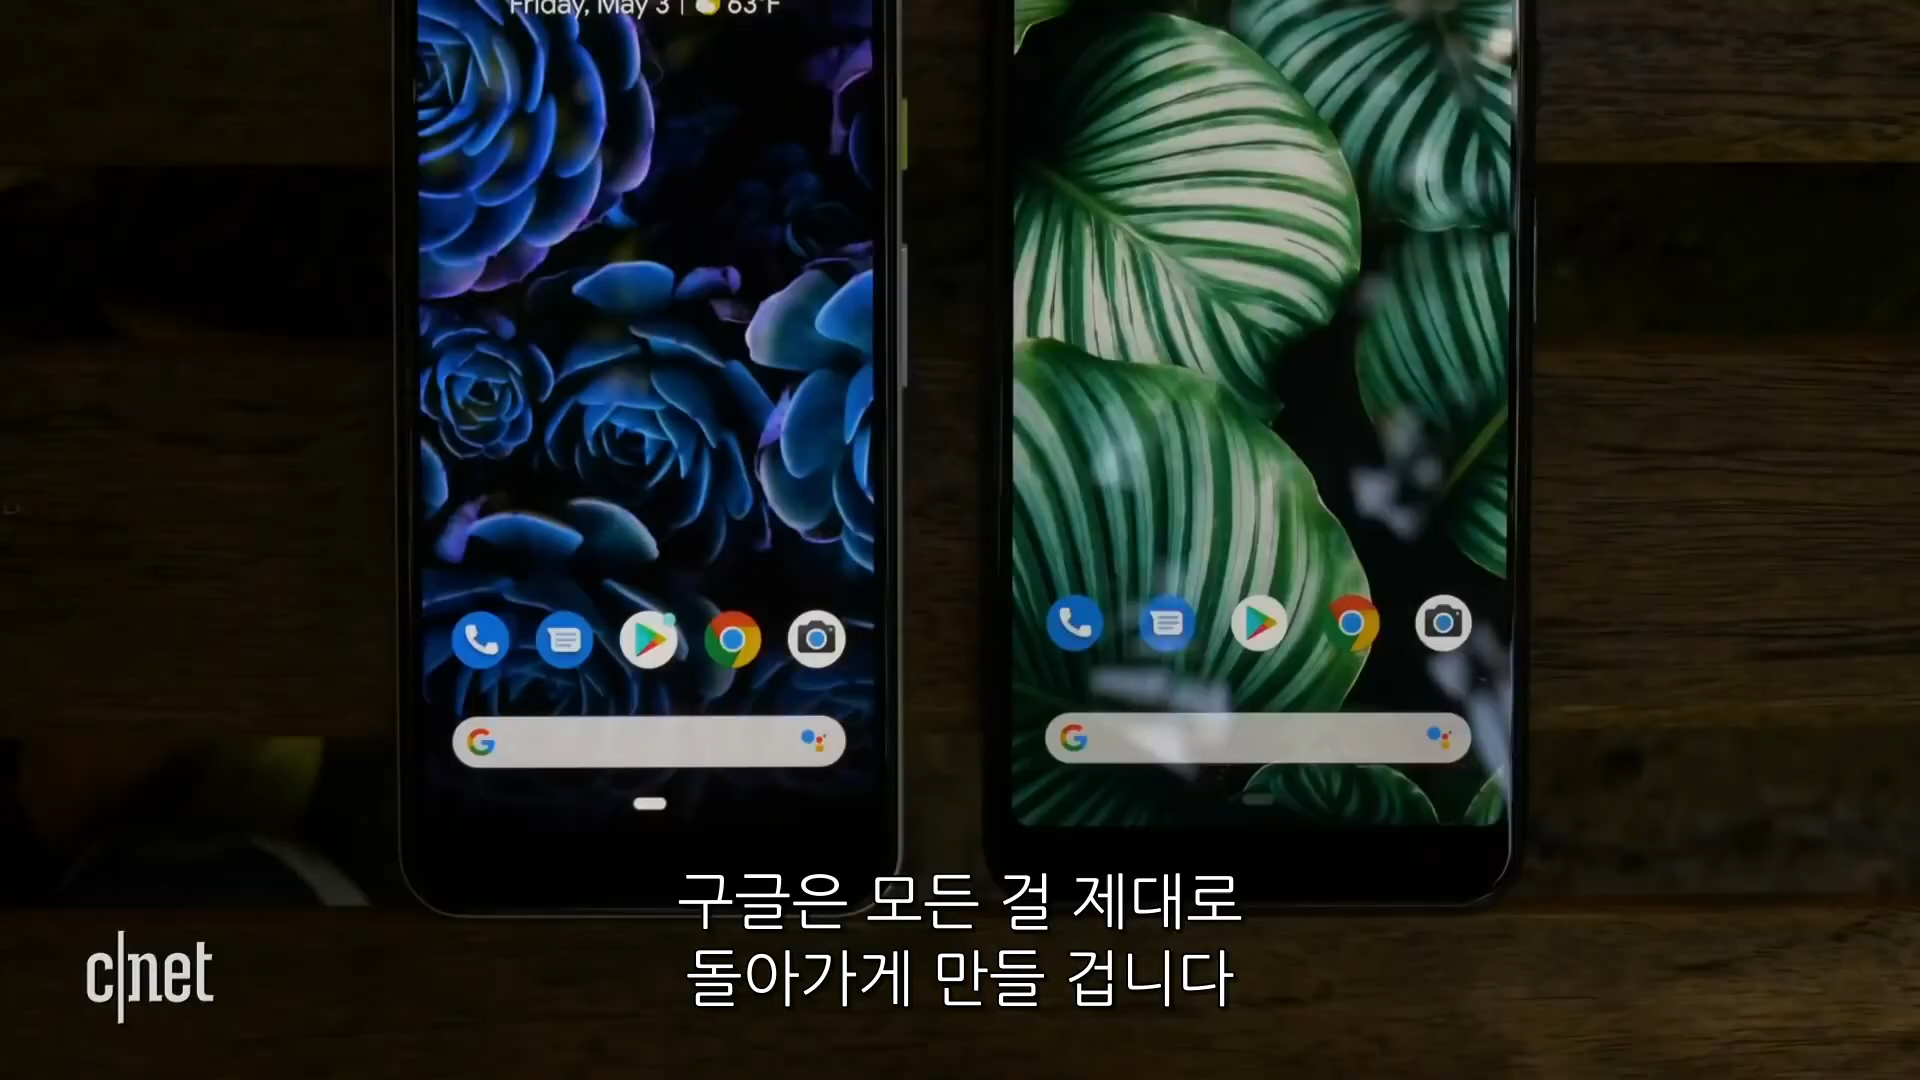 Friday, May 3 | 63°F
구글은 모든 걸 제대로
돌아가게 만들 겁니다
c|net